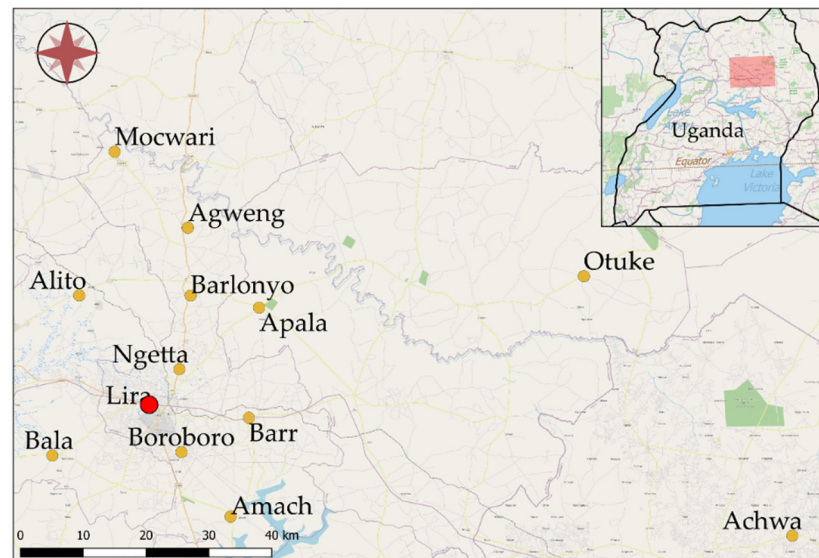 Mocwari
Uganda
Equator
Lake
Victoria
Agweng
Otuke
Alito
Barlonyo
Apala
Ngetta
Lira
Bala
Boroboro
Barr
Amach
Achwa
0 10 20 30 40 km